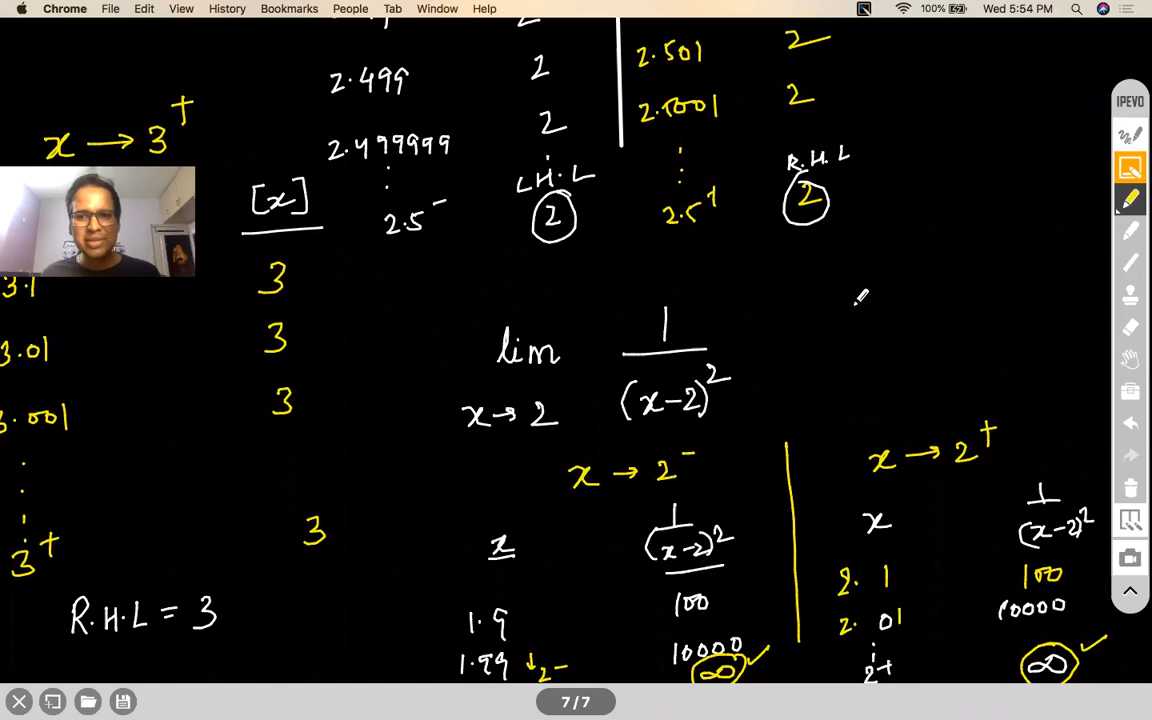 Chrome File Edit View History Bookmarks People Tab Window Help 100% Wed 5:54 PM
2.501 2
2.499 2
2.5001 2
2.499999 2
x → 3+
[x]
L.H.L
R.H.L
2.5- 2
2.5+ 2
3.1 3
3.01 3
3.001 3
3+ 3
R.H.L = 3
lim 1
x→2 (x-2)2
x → 2-
x 1
(x-2)2
1.9 100
1.99 10000
↓2- ∞ ✓
x → 2+
x 1
(x-2)2
2.1 100
2.01 10000
2+ ∞ ✓
IPEVO
7/7